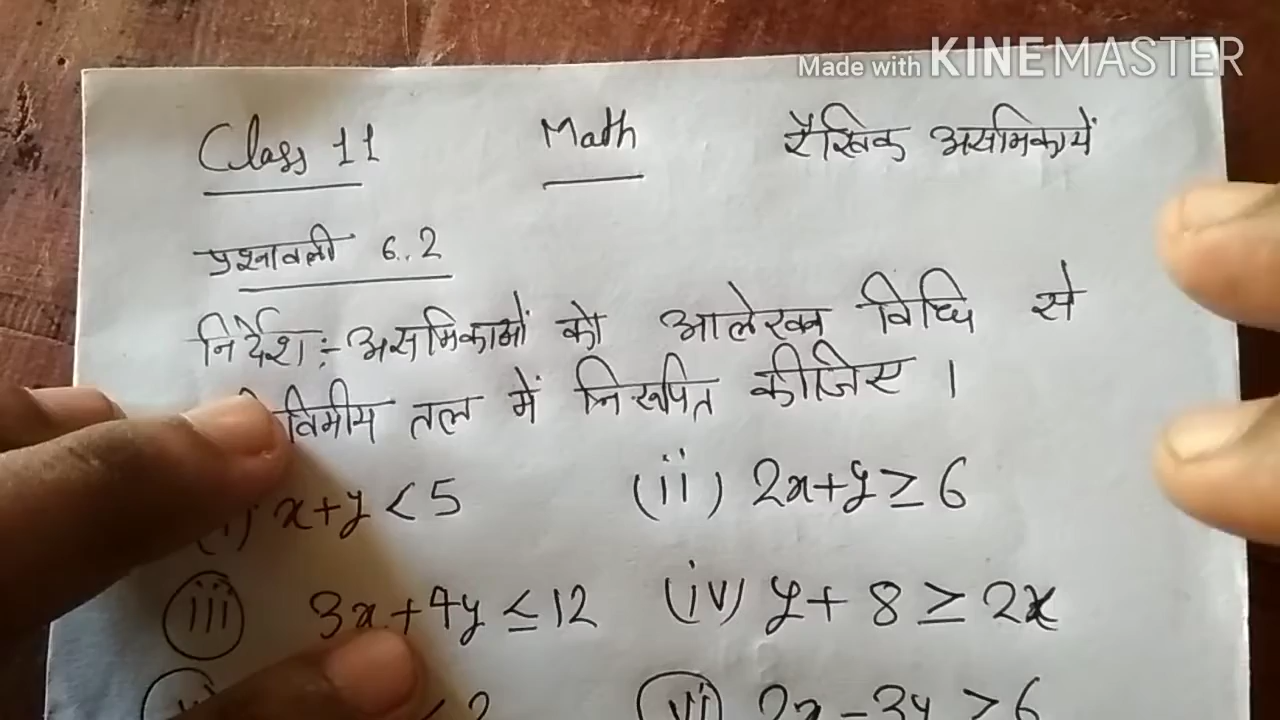 Made with KINEMASTER
Class 11 Math रैखिक असमिकायें
प्रश्नावली 6.2
निर्देश :- असमिकाओं को आलेखन विधि से
विमीय तल में निरूपित कीजिए ।
(i) x+y < 5 (ii) 2x+y ≥ 6
(iii) 3x + 4y ≤ 12 (iv) y + 8 ≥ 2x
< 2 (vi) 2x - 3y > 6